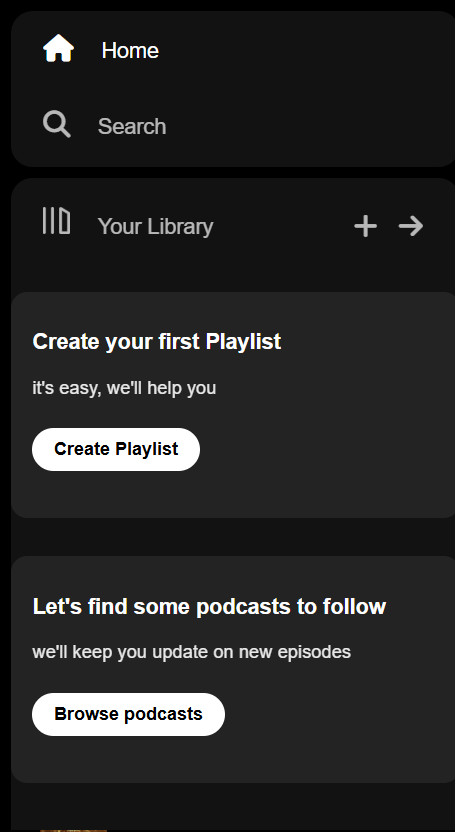 Home
Search
Your Library
Create your first Playlist
it's easy, we'll help you
Create Playlist
Let's find some podcasts to follow
we'll keep you update on new episodes
Browse podcasts